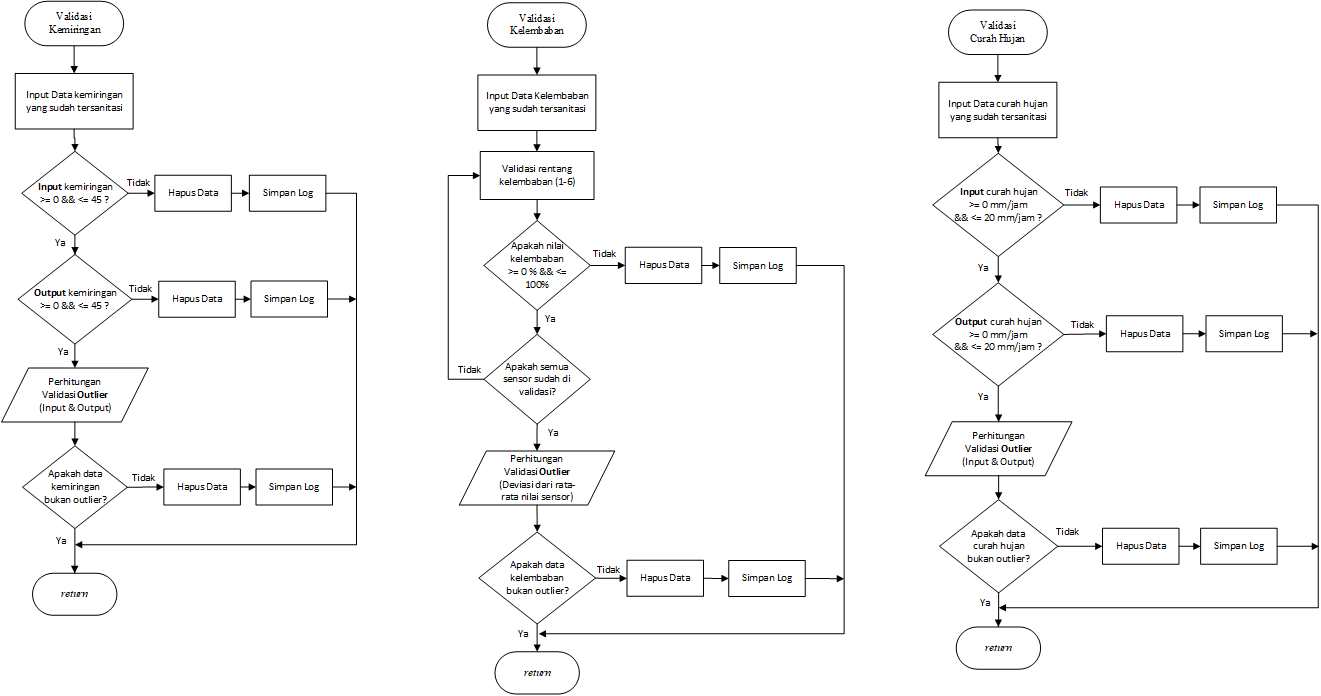 Validasi
Kemiringan
Input Data kemiringan
yang sudah tersanitasi
Input kemiringan
>= 0 && <= 45 ?
Tidak
Hapus Data
Simpan Log
Ya
Output kemiringan
>= 0 && <= 45 ?
Tidak
Hapus Data
Simpan Log
Ya
Perhitungan
Validasi Outlier
(Input & Output)
Apakah data
kemiringan
bukan outlier?
Tidak
Hapus Data
Simpan Log
Ya
return
Validasi
Kelembaban
Input Data Kelembaban
yang sudah tersanitasi
Validasi rentang
kelembaban (1-6)
Apakah nilai
kelembaban
>= 0 % && <=
100%
Tidak
Hapus Data
Simpan Log
Ya
Apakah semua
sensor sudah di
validasi?
Tidak
Ya
Perhitungan
Validasi Outlier
(Deviasi dari rata-
rata nilai sensor)
Apakah data
kelembaban
bukan outlier?
Tidak
Hapus Data
Simpan Log
Ya
return
Validasi
Curah Hujan
Input Data curah hujan
yang sudah tersanitasi
Input curah hujan
>= 0 mm/jam
&& <= 20 mm/jam ?
Tidak
Hapus Data
Simpan Log
Ya
Output curah hujan
>= 0 mm/jam
&& <= 20 mm/jam ?
Tidak
Hapus Data
Simpan Log
Ya
Perhitungan
Validasi Outlier
(Input & Output)
Apakah data
curah hujan
bukan outlier?
Tidak
Hapus Data
Simpan Log
Ya
return